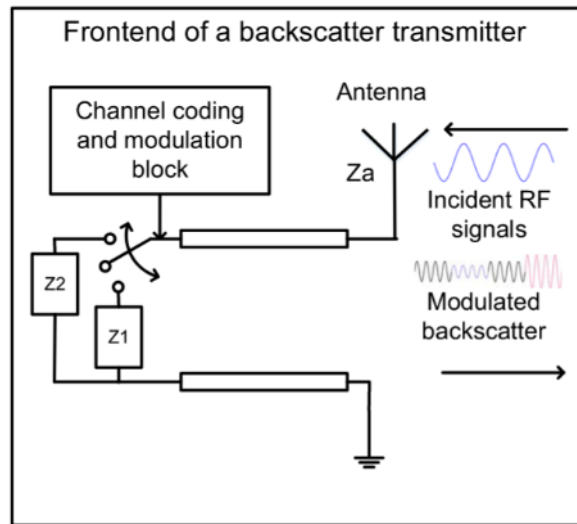 Frontend of a backscatter transmitter
Channel coding
and modulation
block
Antenna
Za
Incident RF
signals
Z2
Z1
Modulated
backscatter